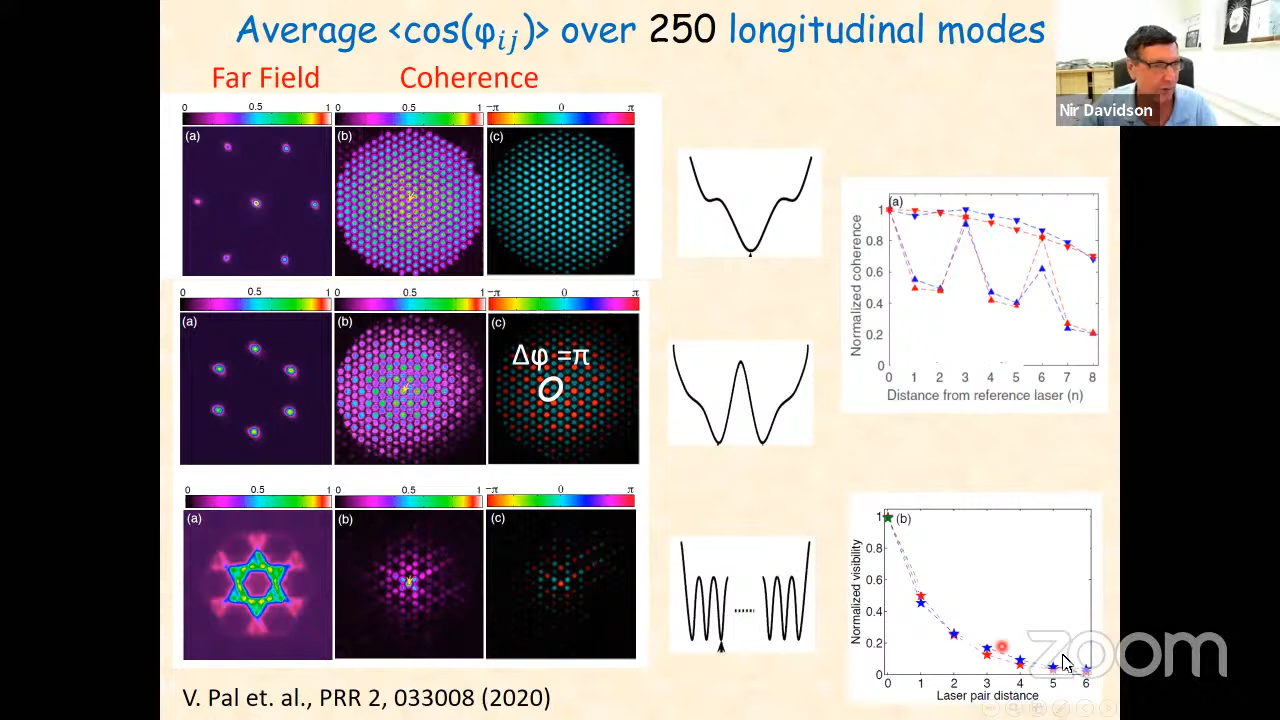 Average <cos(φ𝑖𝑗)> over 250 longitudinal modes
Nir Davidson
Far Field
Coherence
0 0.5 1
0 0.5 1
−π 0 π
(a)
(b)
(c)
0 0.5 1
0 0.5 1
−π 0 π
(a)
(b)
(c)
Δφ =π
0 0.5 1
0 0.5 1
−π 0 π
(a)
(b)
(c)
(a)
Normalized coherence
1
0.8
0.6
0.4
0.2
0
0 1 2 3 4 5 6 7 8
Distance from reference laser (n)
(b)
Normalized visibility
1
0.8
0.6
0.4
0.2
0
0 1 2 3 4 5 6
Laser pair distance
zoom
V. Pal et. al., PRR 2, 033008 (2020)